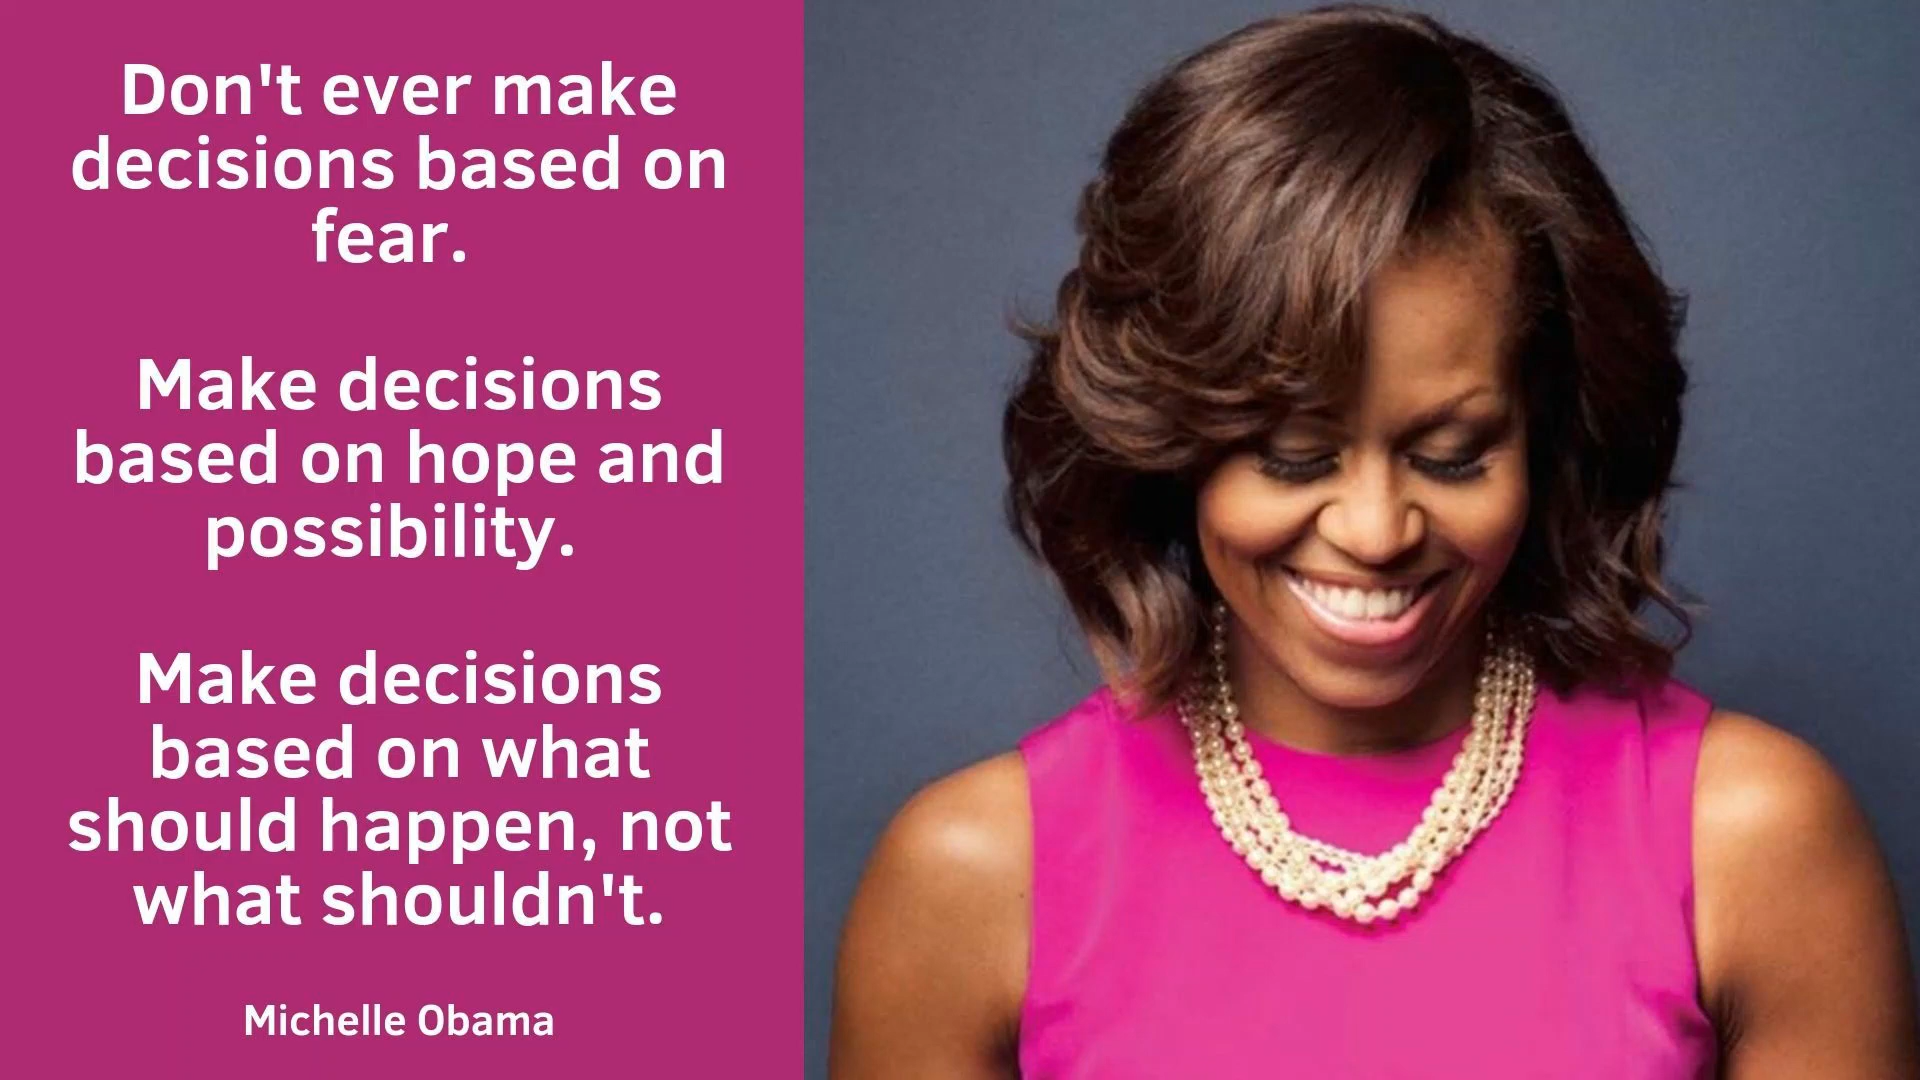 Don't ever make
decisions based on
fear.
Make decisions
based on hope and
possibility.
Make decisions
based on what
should happen, not
what shouldn't.
Michelle Obama